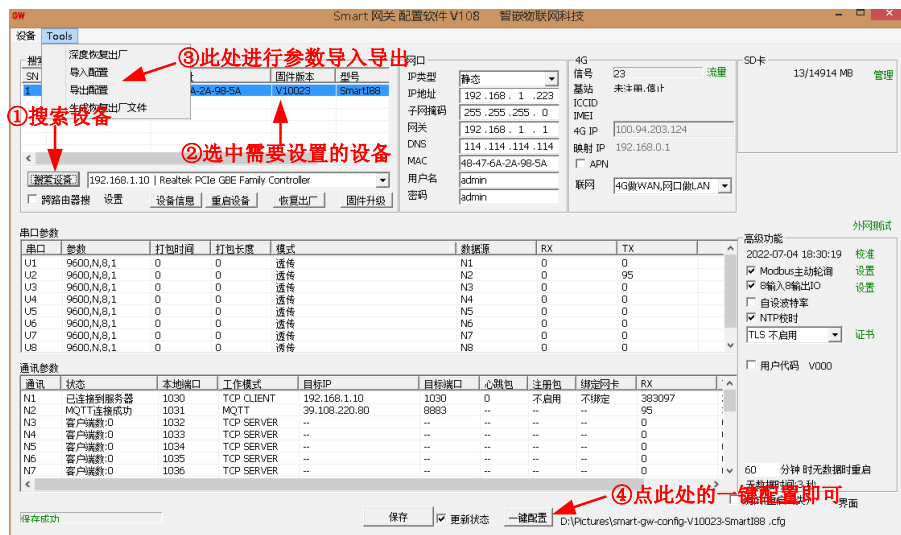 GW Smart 网关 配置软件 V108 智嵌物联网科技
设备 Tools
深度恢复出厂
导入配置
导出配置
生成恢复出厂文件
③此处进行参数导入导出
SN 固件版本 型号
1 A-2A-98-5A V10023 SmartI88
①搜索设备
②选中需要设置的设备
搜索设备 192.168.1.10 | Realtek PCIe GBE Family Controller
跨路由器搜 设置 设备信息 重启设备 恢复出厂 固件升级
网口
IP类型 静态
IP地址 192 .168 . 1 .223
子网掩码 255 .255 .255 . 0
网关 192 .168 . 1 . 1
DNS 114 .114 .114 .114
MAC 48-47-6A-2A-98-5A
用户名 admin
密码 admin
4G
信号 23 流量
基站 未注册,停止
ICCID
IMEI
4G IP 100.94.203.124
映射 IP 192.168.0.1
APN
联网 4G做WAN,网口做LAN
SD卡
13/14914 MB 管理
外网测试
串口参数
串口 参数 打包时间 打包长度 模式 数据源 RX TX
U1 9600,N,8,1 0 0 透传 N1 0 0
U2 9600,N,8,1 0 0 透传 N2 0 95
U3 9600,N,8,1 0 0 透传 N3 0 0
U4 9600,N,8,1 0 0 透传 N4 0 0
U5 9600,N,8,1 0 0 透传 N5 0 0
U6 9600,N,8,1 0 0 透传 N6 0 0
U7 9600,N,8,1 0 0 透传 N7 0 0
U8 9600,N,8,1 0 0 透传 N8 0 0
高级功能
2022-07-04 18:30:19 校准
Modbus主动轮询 设置
8输入8输出IO 设置
自设波特率
NTP校时
TLS 不启用 证书
用户代码 V000
通讯参数
通讯 状态 本地端口 工作模式 目标IP 目标端口 心跳包 注册包 绑定网卡 RX
N1 已连接到服务器 1030 TCP CLIENT 192.168.1.10 1030 0 不启用 不绑定 383097
N2 MQTT连接成功 1031 MQTT 39.108.220.80 8883 -- -- -- 95
N3 客户端数:0 1032 TCP SERVER -- -- -- -- -- 0
N4 客户端数:0 1033 TCP SERVER -- -- -- -- -- 0
N5 客户端数:0 1034 TCP SERVER -- -- -- -- -- 0
N6 客户端数:0 1035 TCP SERVER -- -- -- -- -- 0
N7 客户端数:0 1036 TCP SERVER -- -- -- -- -- 0
60 分钟 时无数据时重启
无数据时间:3 秒
④点此处的一键配置即可
界面
保存成功 保存 更新状态 一键配置 D:\Pictures\smart-gw-config-V10023-SmartI88 .cfg